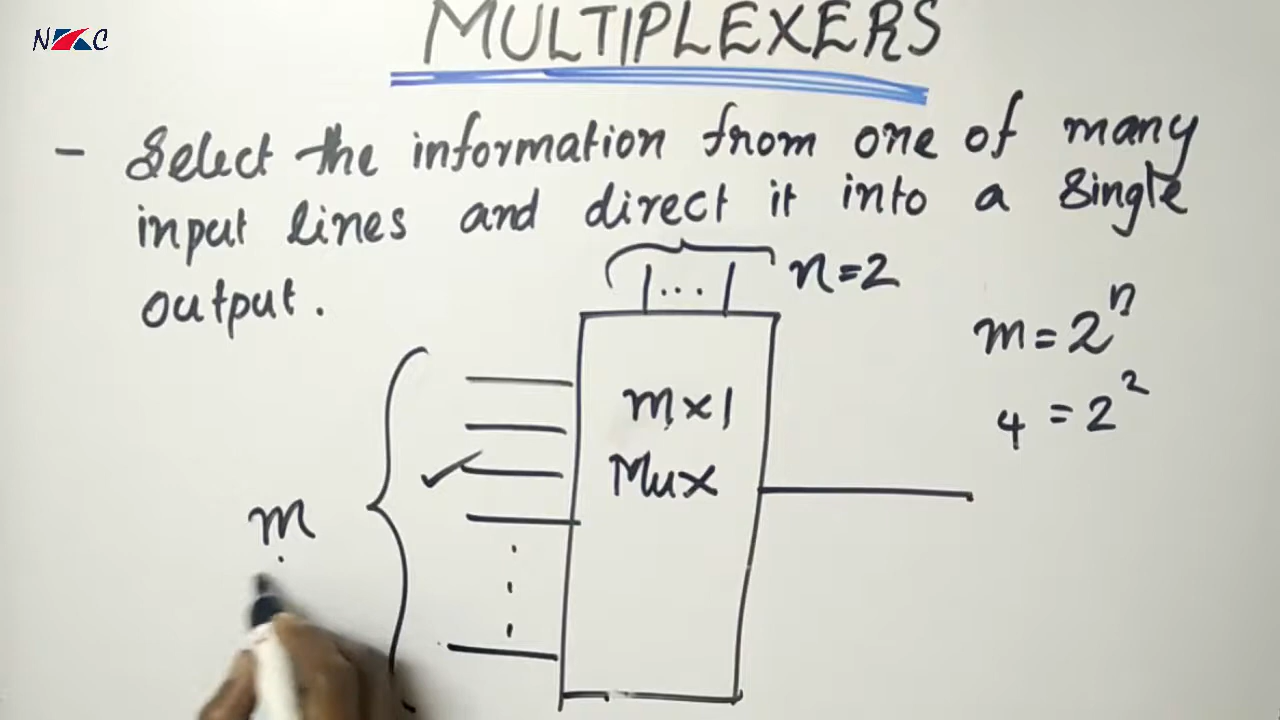 N C
MULTIPLEXERS
- Select the information from one of many
input lines and direct it into a single
output.
n=2
m=2^n
4=2^2
m×1
Mux
m